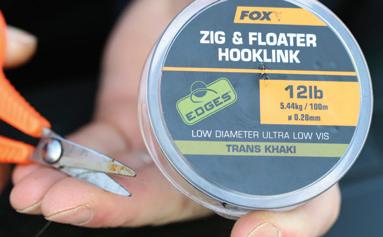 FOX
ZIG & FLOATER
HOOKLINK
12lb
5.44kg / 100m
ø 0.28mm
EDGES
LOW DIAMETER ULTRA LOW VIS
TRANS KHAKI